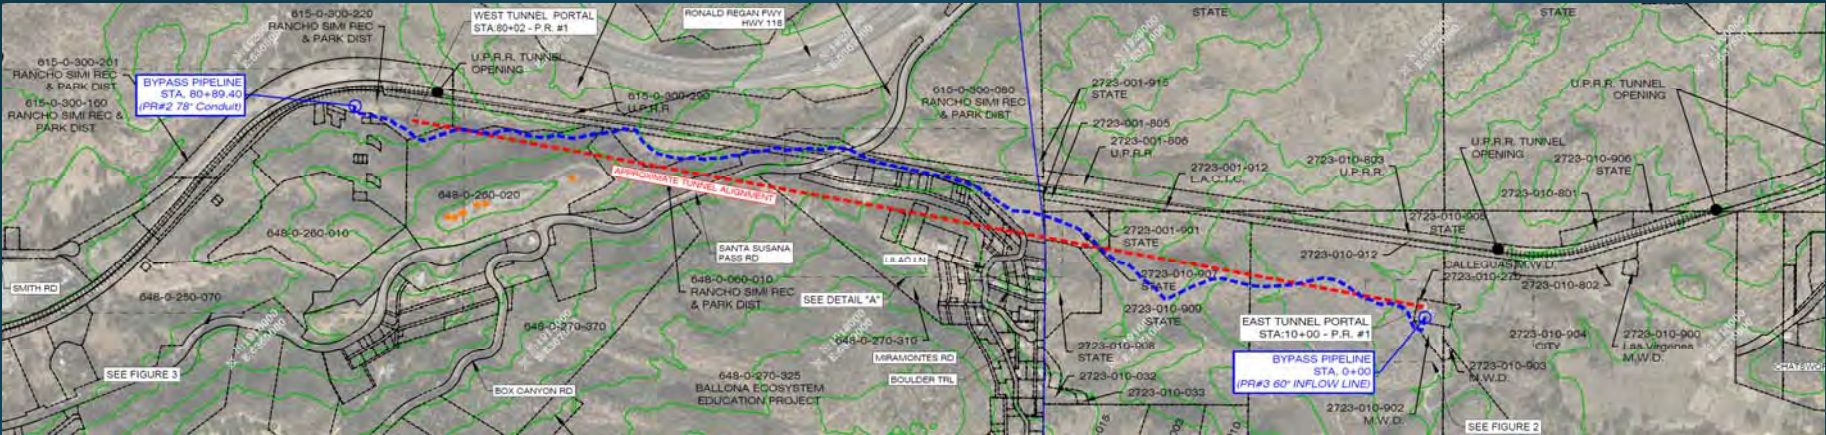 615-0-300-220
RANCHO SIMI REC
& PARK DIST
WEST TUNNEL PORTAL
STA:80+02 - P.R. #1
RONALD REGAN FWY
HWY 118
STATE
STATE
615-0-300-201
RANCHO SIMI REC
& PARK DIST
615-0-300-160
RANCHO SIMI REC &
PARK DIST
BYPASS PIPELINE
STA. 80+89.40
(PR#2 78" Conduit)
U.P.R.R. TUNNEL
OPENING
615-0-300-290
U.P.R.R.
615-0-300-080
RANCHO SIMI REC
& PARK DIST
2723-001-915
STATE
2723-001-805
2723-001-806
U.P.R.R
2723-001-912
L.A.C.T.C.
2723-010-803
U.P.R.R.
U.P.R.R. TUNNEL
OPENING
U.P.R.R. TUNNEL
OPENING
2723-010-906
STATE
2723-910-801
APPROXIMATE TUNNEL ALIGNMENT
648-0-260-020
648-0-260-010
SMITH RD
648-0-250-070
SANTA SUSANA
PASS RD
648-0-060-010
RANCHO SIMI REC
& PARK DIST
LILAC LN
SEE DETAIL "A"
2723-001-901
STATE
2723-010-907
STATE
2723-010-909
STATE
2723-010-905
STATE
2723-010-912
CALLEGUAS M.W.D.
2723-010-802
648-0-270-370
648-0-270-310
MIRAMONTES RD
BOULDER TRL
648-0-270-325
BALLONA ECOSYSTEM
EDUCATION PROJECT
SEE FIGURE 3
BOX CANYON RD
2723-010-908
STATE
2723-010-032
2723-010-033
EAST TUNNEL PORTAL
STA:10+00 - P.R. #1
BYPASS PIPELINE
STA. 0+00
(PR#3 60" INFLOW LINE)
2723-010-904
CITY
2723-010-900
Las Virgenes
M.W.D.
2723-010-903
M.W.D.
2723-010-902
M.W.D.
SEE FIGURE 2